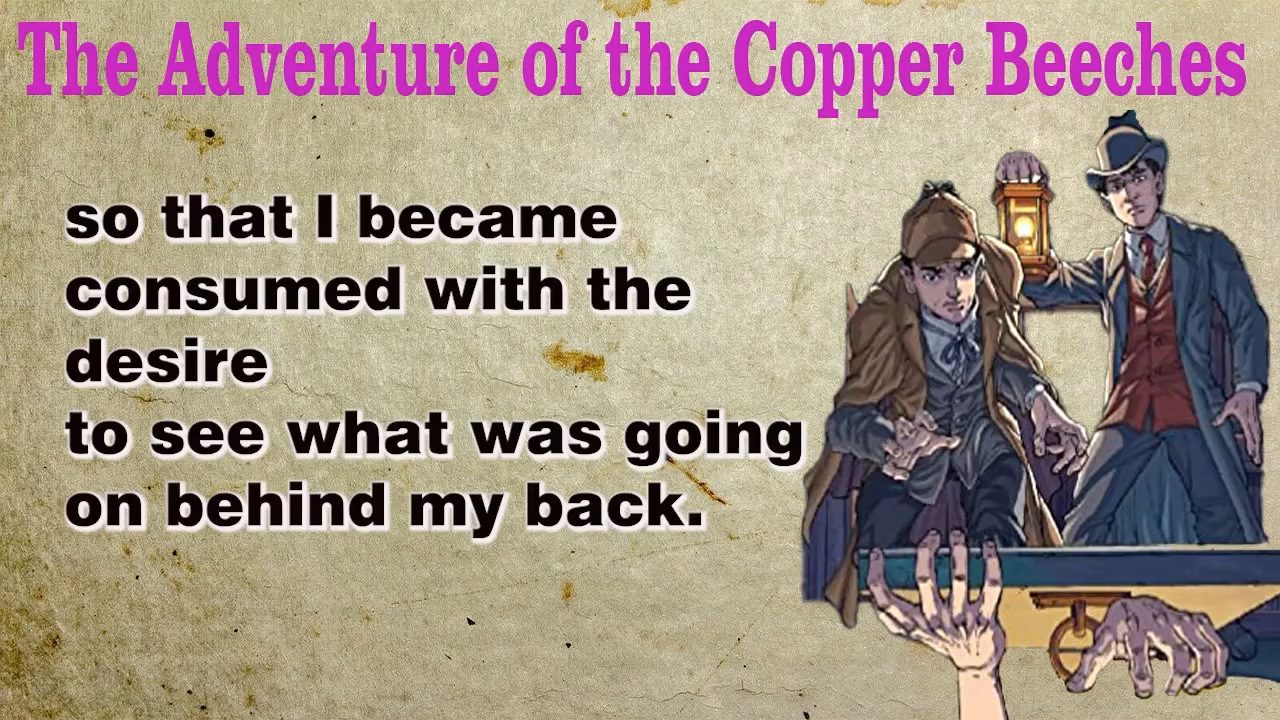 The Adventure of the Copper Beeches
so that I became
consumed with the
desire
to see what was going
on behind my back.